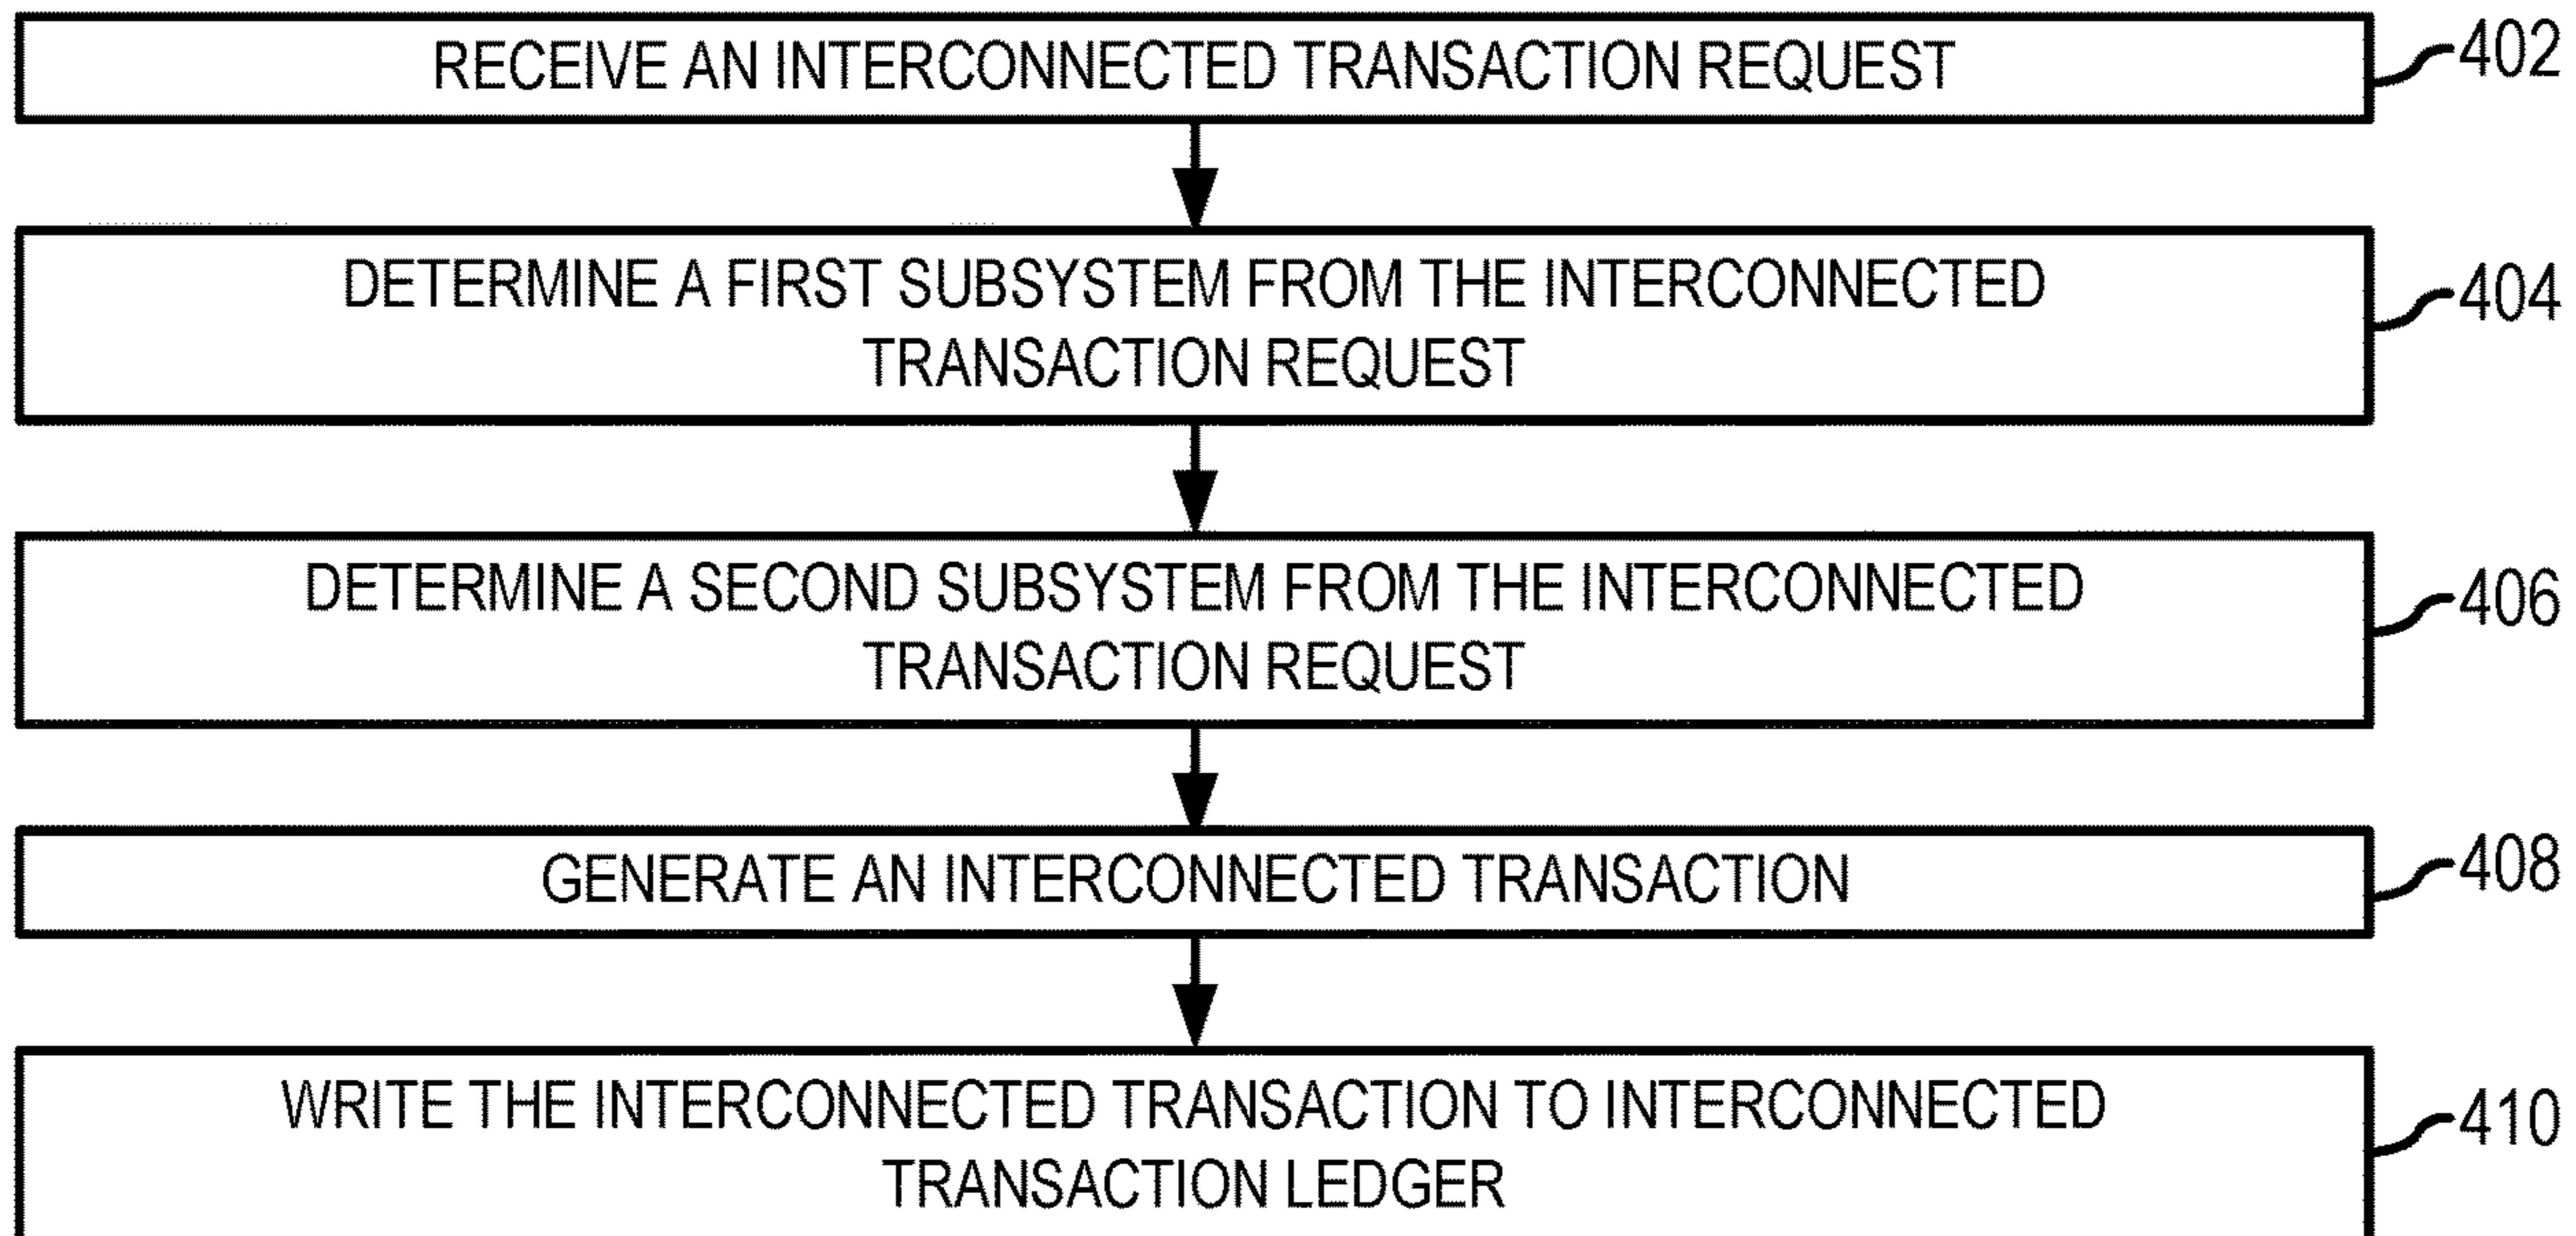 RECEIVE AN INTERCONNECTED TRANSACTION REQUEST
402
DETERMINE A FIRST SUBSYSTEM FROM THE INTERCONNECTED
TRANSACTION REQUEST
404
DETERMINE A SECOND SUBSYSTEM FROM THE INTERCONNECTED
TRANSACTION REQUEST
406
GENERATE AN INTERCONNECTED TRANSACTION
408
WRITE THE INTERCONNECTED TRANSACTION TO INTERCONNECTED
TRANSACTION LEDGER
410